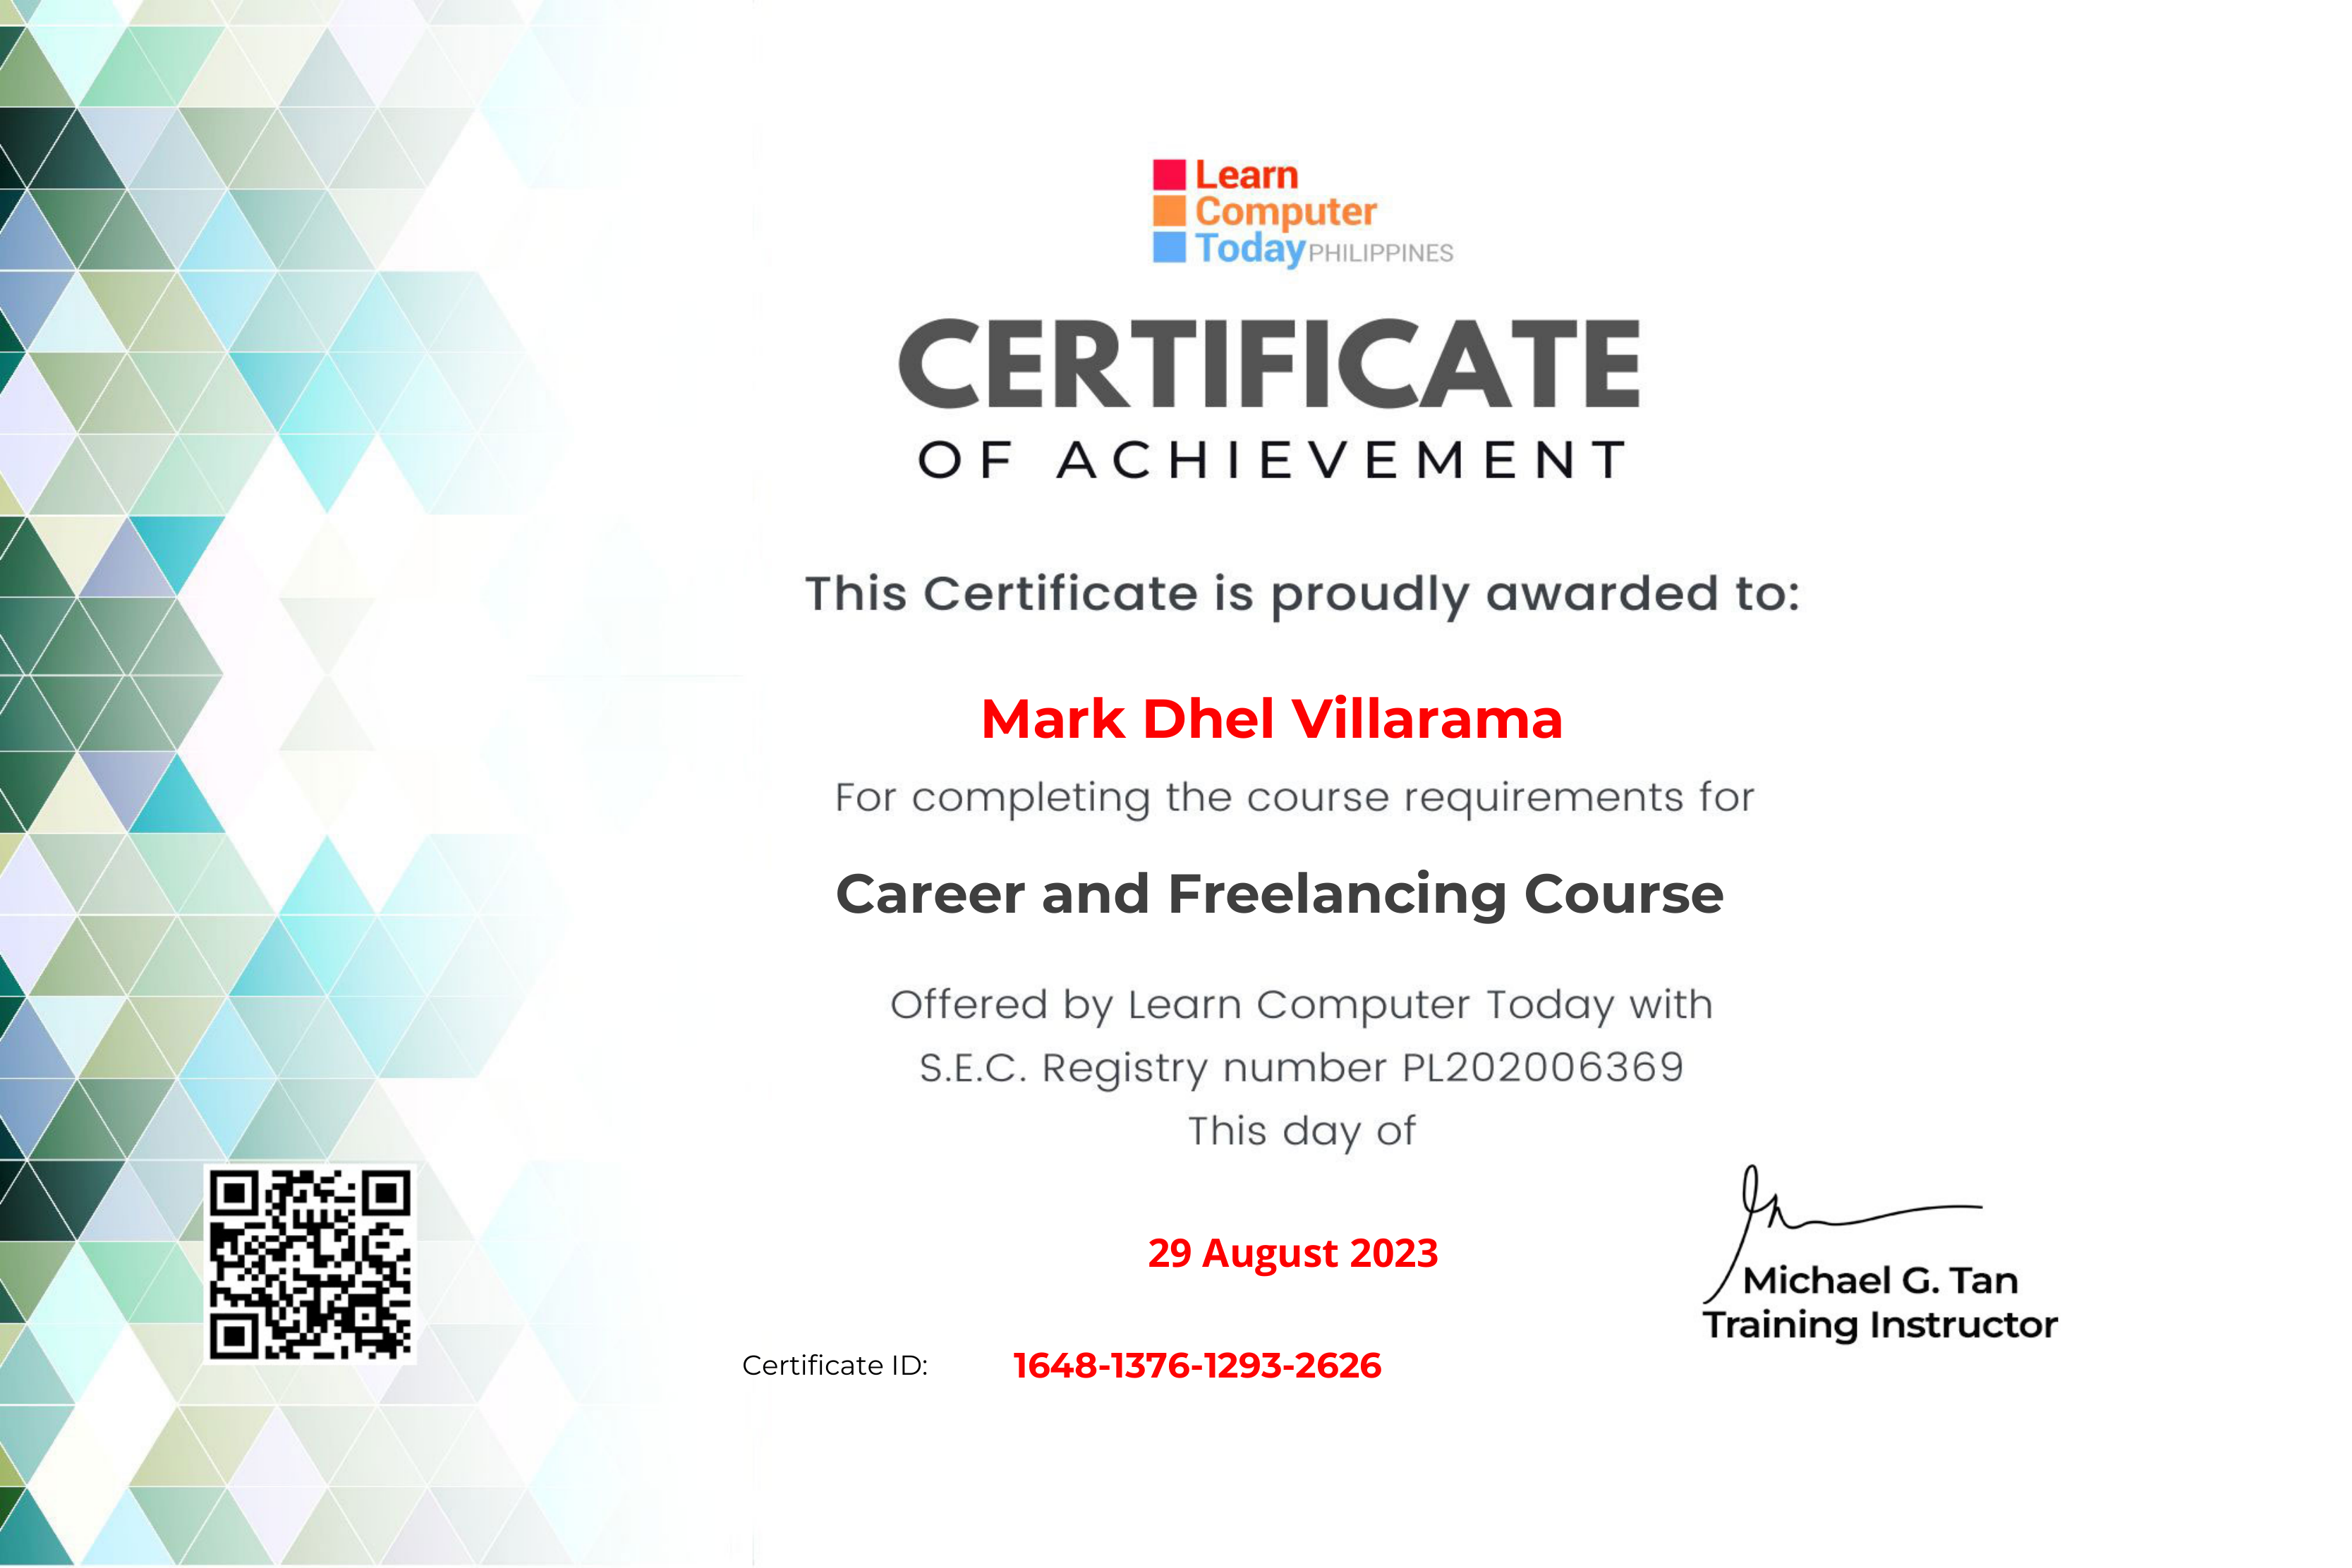 Learn
Computer
Today PHILIPPINES
CERTIFICATE
OF ACHIEVEMENT
This Certificate is proudly awarded to:
Mark Dhel Villarama
For completing the course requirements for
Career and Freelancing Course
Offered by Learn Computer Today with
S.E.C. Registry number PL202006369
This day of
29 August 2023
Michael G. Tan
Training Instructor
Certificate ID: 1648-1376-1293-2626